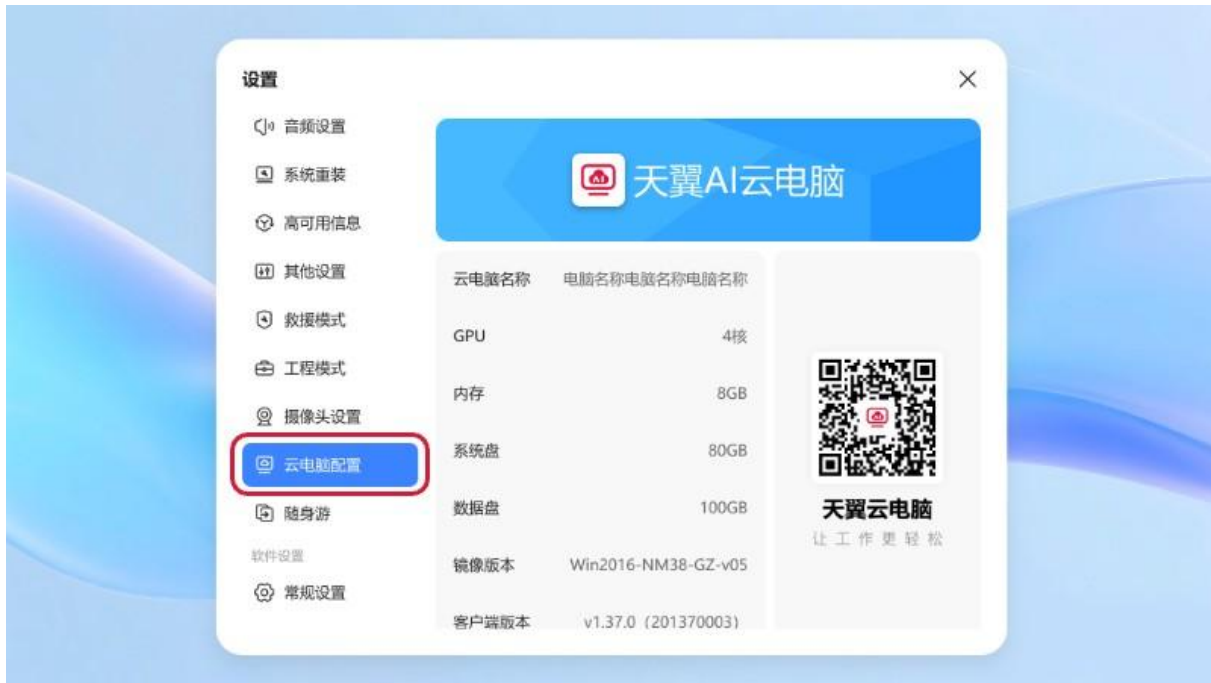 设置
音频设置
系统重装
高可用信息
其他设置
救援模式
工程模式
摄像头设置
云电脑配置
随身游
软件设置
常规设置
AI 天翼AI云电脑
云电脑名称 电脑名称电脑名称电脑名称
GPU 4核
内存 8GB
系统盘 80GB
数据盘 100GB
镜像版本 Win2016-NM38-GZ-v05
客户端版本 v1.37.0（201370003）
天翼云电脑
让工作更轻松